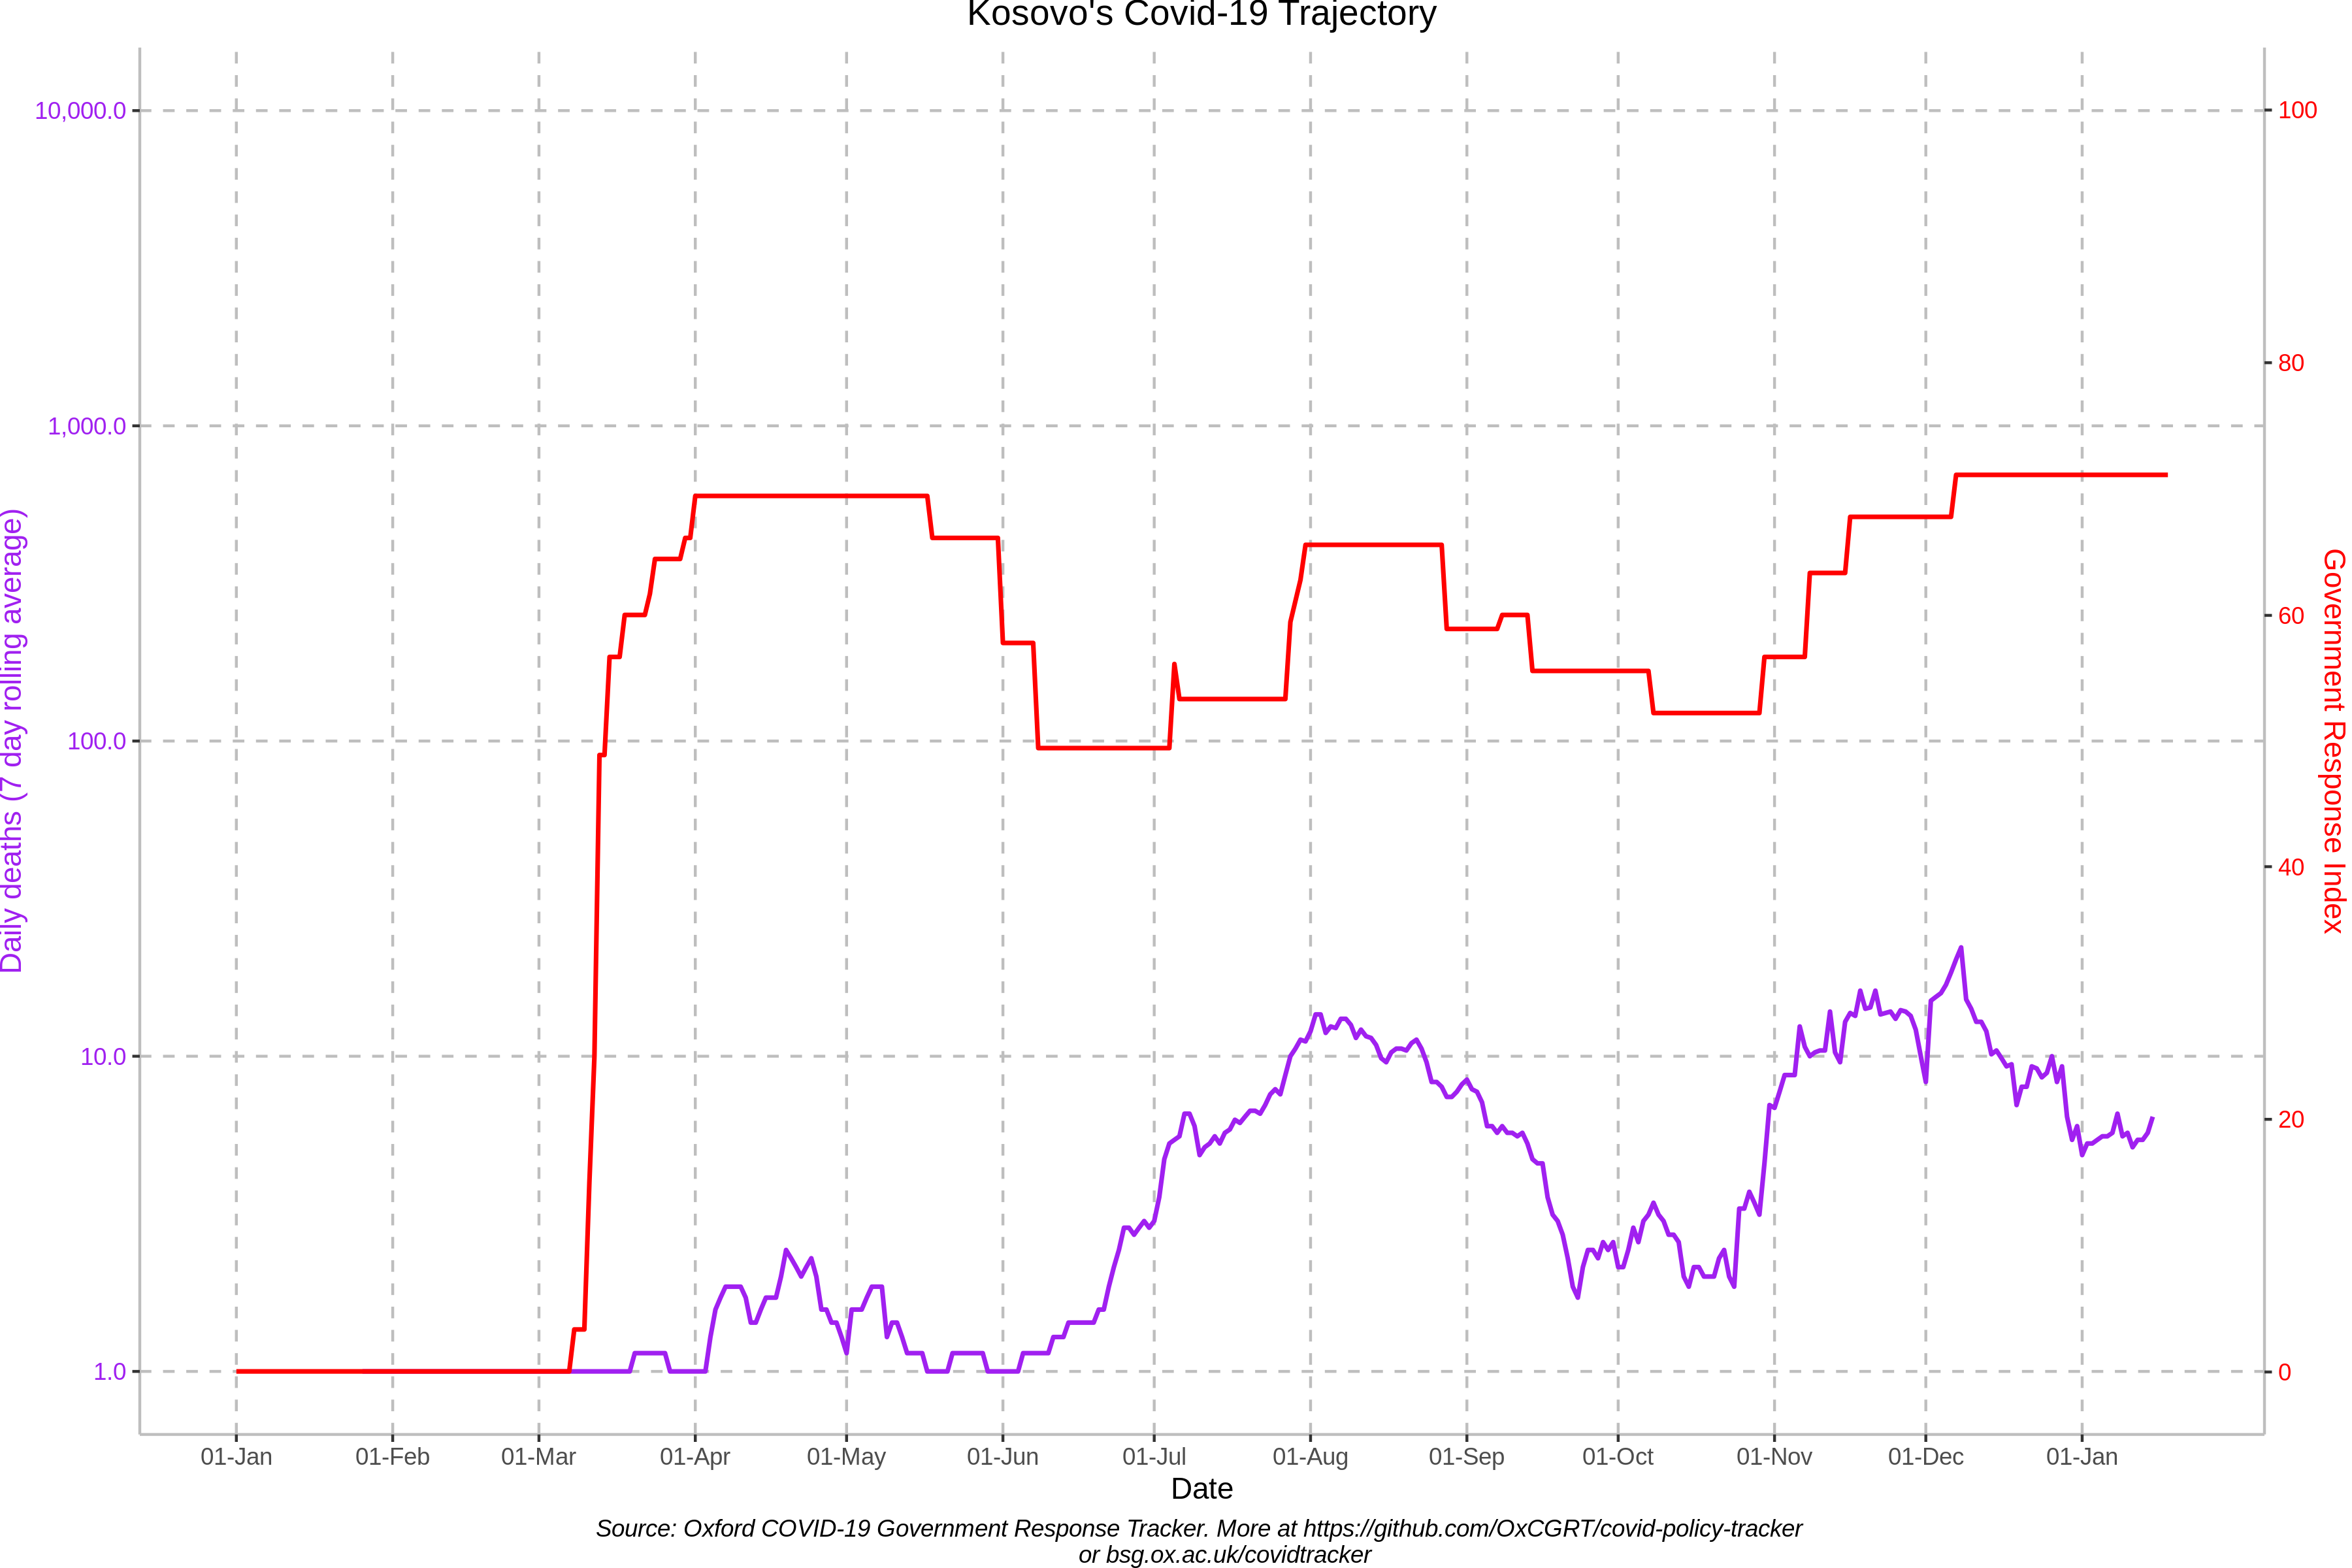 Kosovo's Covid-19 Trajectory
10,000.0
1,000.0
100.0
10.0
1.0
Daily deaths (7 day rolling average)
100
80
60
40
20
0
Government Response Index
01-Jan
01-Feb
01-Mar
01-Apr
01-May
01-Jun
01-Jul
01-Aug
01-Sep
01-Oct
01-Nov
01-Dec
01-Jan
Date
Source: Oxford COVID-19 Government Response Tracker. More at https://github.com/OxCGRT/covid-policy-tracker
or bsg.ox.ac.uk/covidtracker